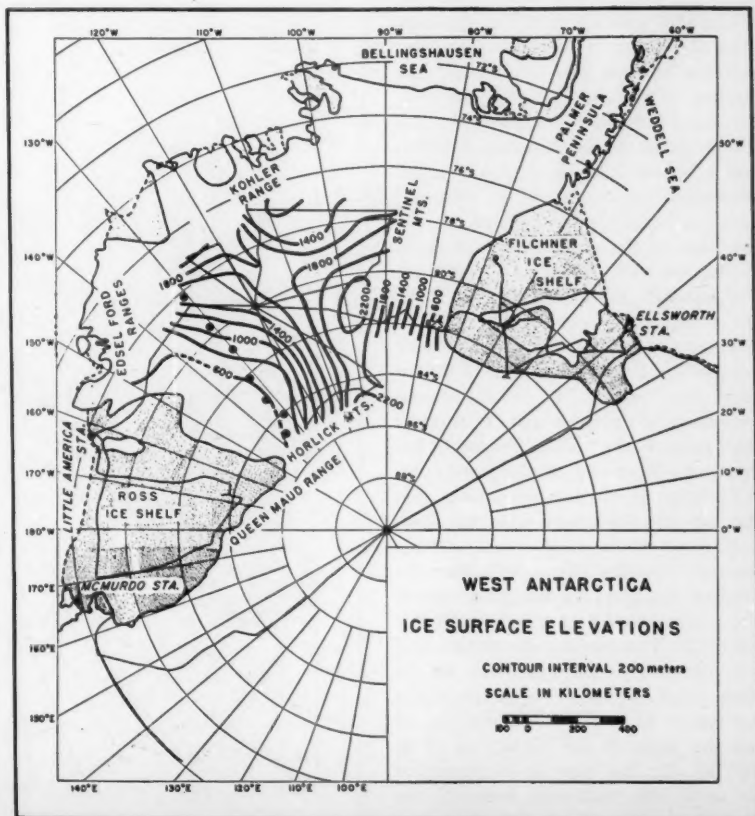 120°W
110°W
100°W
90°W
80°W
70°W
60°W
BELLINGSHAUSEN
SEA
72°S
74°S
76°S
78°S
80°S
84°S
86°S
88°S
PALMER
PENINSULA
WEDDELL SEA
130°W
50°W
KOHLER
RANGE
SENTINEL
MTS.
1400
1800
FILCHNER
ICE
SHELF
140°W
40°W
1800
EDSEL FORD
RANGES
2200
1800
1400
1000
600
ELLSWORTH
STA.
1400
1000
600
150°W
30°W
2200
HORLICK MTS.
QUEEN MAUD RANGE
160°W
20°W
LITTLE AMERICA
STA.
170°W
10°W
ROSS
ICE SHELF
180°W
0°W
170°E
MCMURDO STA.
160°E
150°E
140°E
130°E
120°E
110°E
100°E
WEST ANTARCTICA
ICE SURFACE ELEVATIONS
CONTOUR INTERVAL 200 meters
SCALE IN KILOMETERS
200
400